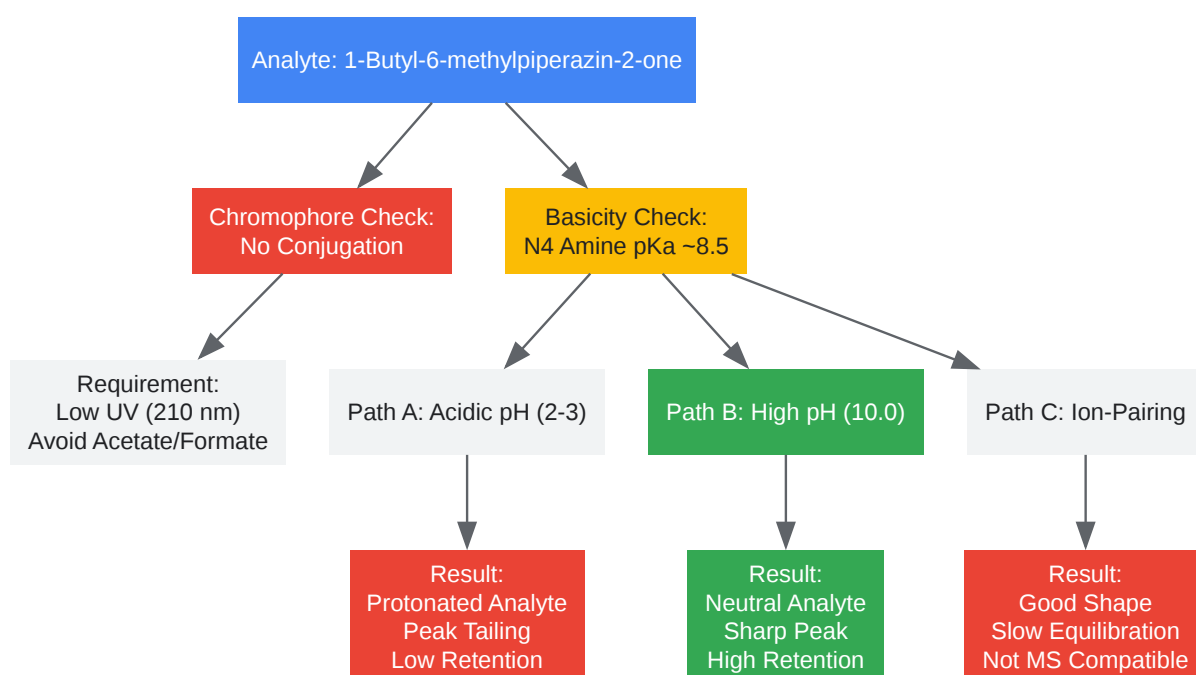 Analyte: 1-Butyl-6-methylpiperazin-2-one
Chromophore Check:
No Conjugation
Basicity Check:
N4 Amine pKa ~8.5
Requirement:
Low UV (210 nm)
Avoid Acetate/Formate
Path A: Acidic pH (2-3)
Path B: High pH (10.0)
Path C: Ion-Pairing
Result:
Protonated Analyte
Peak Tailing
Low Retention
Result:
Neutral Analyte
Sharp Peak
High Retention
Result:
Good Shape
Slow Equilibration
Not MS Compatible